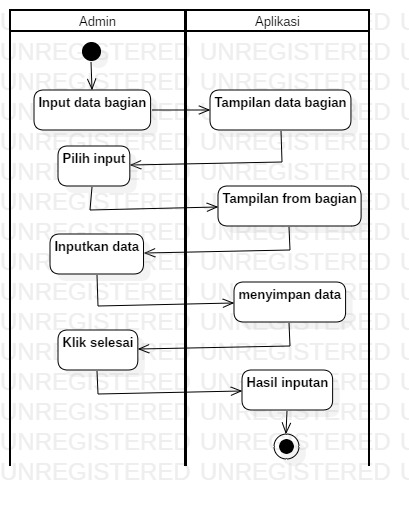 Admin
Aplikasi
Input data bagian
Tampilan data bagian
Pilih input
Tampilan from bagian
Inputkan data
menyimpan data
Klik selesai
Hasil inputan
UNREGISTERED